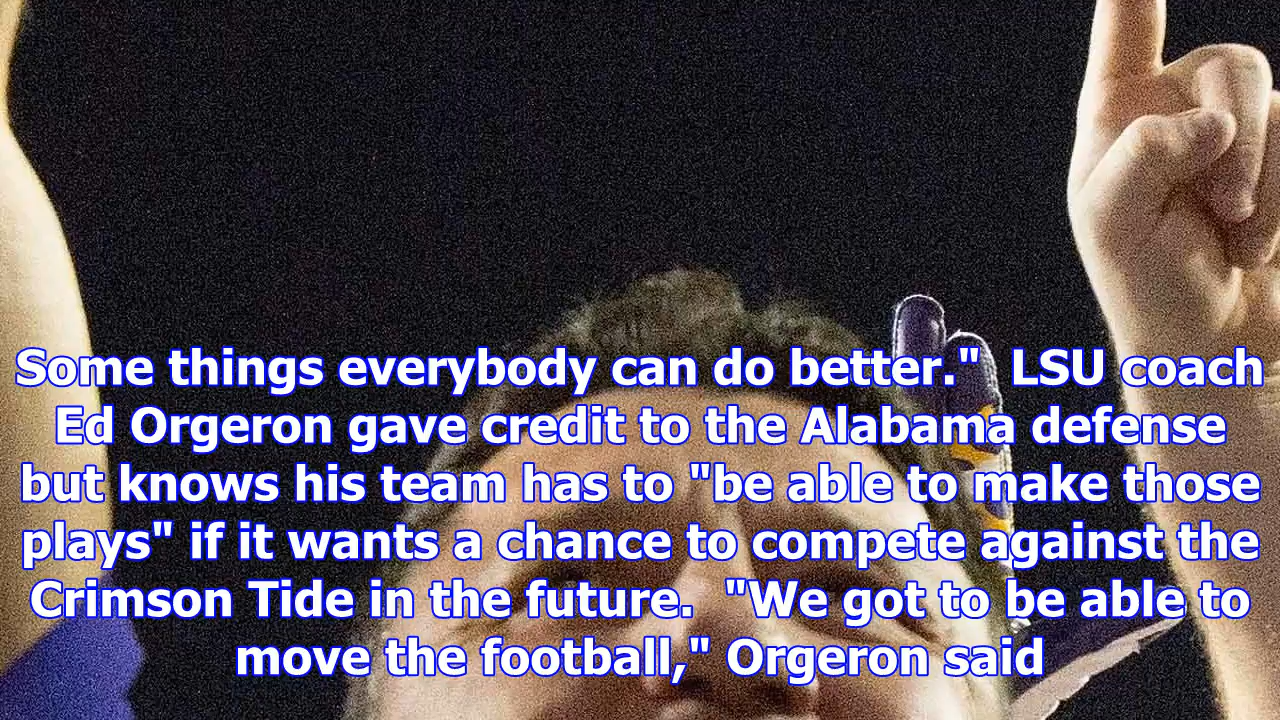 Some things everybody can do better."  LSU coach
Ed Orgeron gave credit to the Alabama defense
but knows his team has to "be able to make those
plays" if it wants a chance to compete against the
Crimson Tide in the future.  "We got to be able to
move the football," Orgeron said